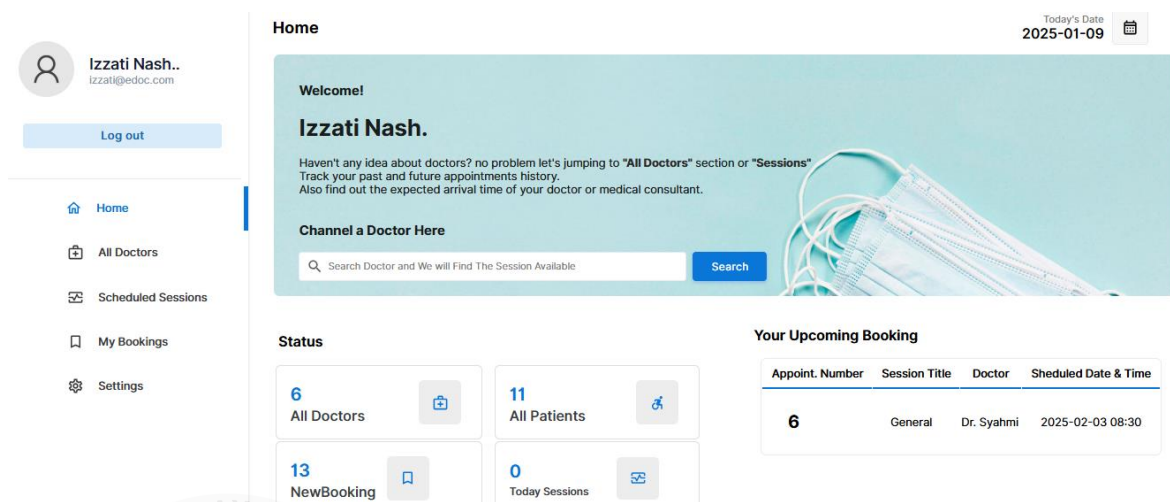 Izzati Nash..
izzati@edoc.com
Log out
Home
All Doctors
Scheduled Sessions
My Bookings
Settings
Home
Today's Date
2025-01-09
Welcome!
Izzati Nash.
Haven't any idea about doctors? no problem let's jumping to "All Doctors" section or "Sessions"
Track your past and future appointments history.
Also find out the expected arrival time of your doctor or medical consultant.
Channel a Doctor Here
Search Doctor and We will Find The Session Available
Search
Status
6
All Doctors
11
All Patients
13
NewBooking
0
Today Sessions
Your Upcoming Booking
Appoint. Number Session Title Doctor Sheduled Date & Time
6 General Dr. Syahmi 2025-02-03 08:30